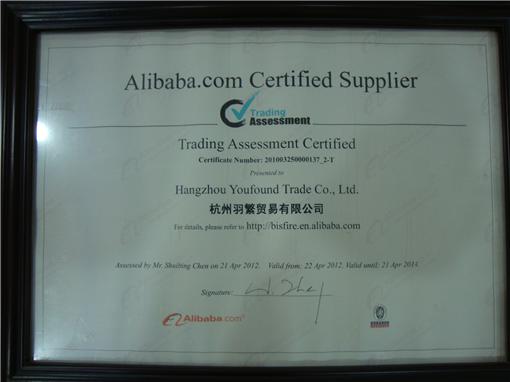 Alibaba.com Certified Supplier
Trading
Assessment
Trading Assessment Certified
Certificate Number: 201003250000137_2-T
Presented to
Hangzhou Youfound Trade Co., Ltd.
杭州羽繁贸易有限公司
For details, please refer to http://bisfire.en.alibaba.com
Assessed by Mr. Shuiting Chen on 21 Apr 2012. Valid from: 22 Apr 2012, Valid until: 21 Apr 2014.
Signature:
Alibaba.com